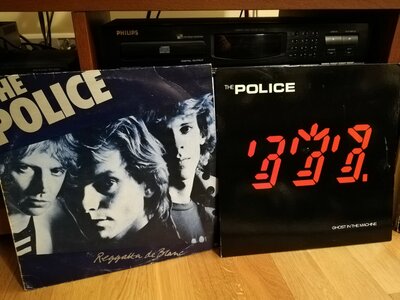 PHILIPS
THE
POLICE
Reggatta de Blanc
THE POLICE
GHOST IN THE MACHINE